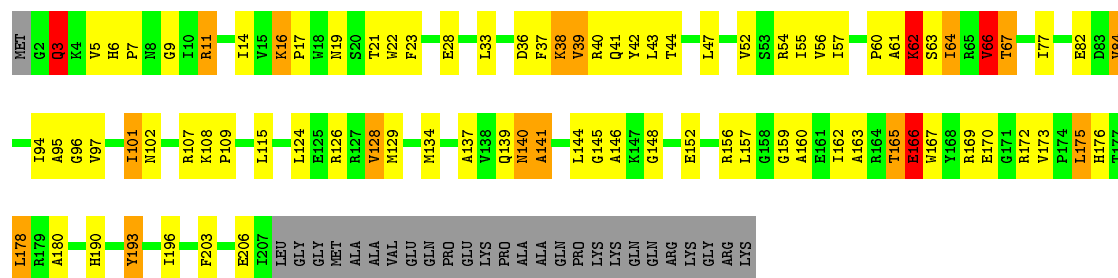 MET G2 Q3 K4 V5 H6 P7 N8 G9 I10 R11 I14 V15 K16 P17 W18 N19 S20 T21 W22 F23 E28 L33 D36 F37 K38 V39 R40 Q41 Y42 L43 T44 L47 V52 S53 R54 I55 V56 I57 P60 A61 K62 S63 I64 R65 V66 T67 I77 E82 D83
I94 A95 G96 V97 I101 N102 R107 K108 P109 L115 L124 E125 R126 R127 V128 M129 M134 A137 V138 Q139 N140 A141 L144 G145 A146 K147 G148 E152 R156 L157 G158 G159 A160 E161 I162 A163 R164 T165 E166 W167 Y168 R169 E170 G171 R172 V173 P174 L175 H176 T177
L178 R179 A180 H190 Y193 I196 F203 E206 I207 LEU GLY GLY MET ALA ALA VAL GLU GLN PRO GLU LYS PRO ALA ALA GLN PRO LYS LYS GLN GLN ARG LYS GLY ARG LYS